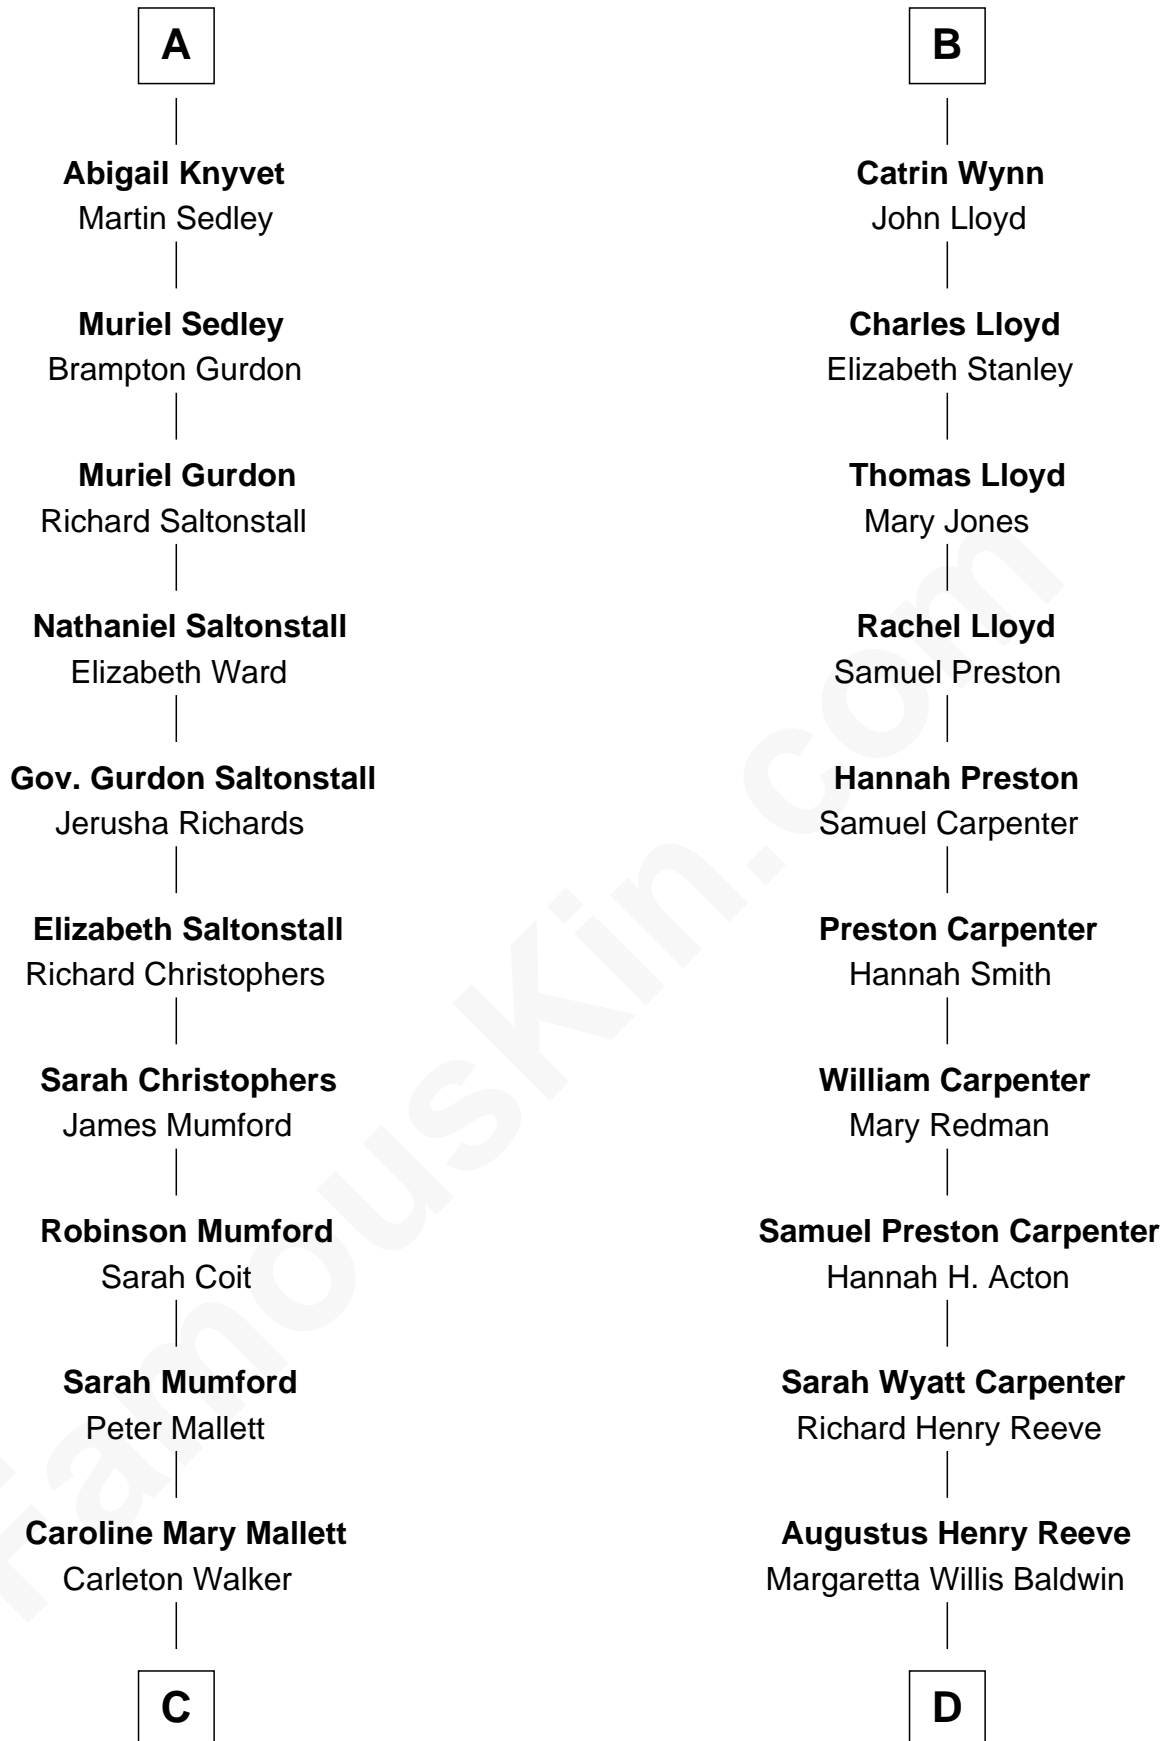 A
Abigail Knyvet
Martin Sedley
Muriel Sedley
Brampton Gurdon
Muriel Gurdon
Richard Saltonstall
Nathaniel Saltonstall
Elizabeth Ward
Gov. Gurdon Saltonstall
Jerusha Richards
Elizabeth Saltonstall
Richard Christophers
Sarah Christophers
James Mumford
Robinson Mumford
Sarah Coit
Sarah Mumford
Peter Mallett
Caroline Mary Mallett
Carleton Walker
C
B
Catrin Wynn
John Lloyd
Charles Lloyd
Elizabeth Stanley
Thomas Lloyd
Mary Jones
Rachel Lloyd
Samuel Preston
Hannah Preston
Samuel Carpenter
Preston Carpenter
Hannah Smith
William Carpenter
Mary Redman
Samuel Preston Carpenter
Hannah H. Acton
Sarah Wyatt Carpenter
Richard Henry Reeve
Augustus Henry Reeve
Margaretta Willis Baldwin
D
FamousKin.com